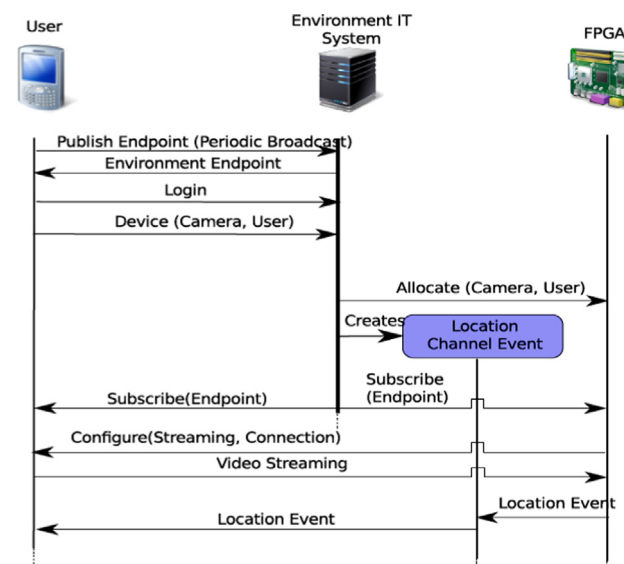 User
Environment IT
System
FPGA
Publish Endpoint (Periodic Broadcast)
Environment Endpoint
Login
Device (Camera, User)
Allocate (Camera, User)
Creates
Location
Channel Event
Subscribe(Endpoint)
Subscribe
(Endpoint)
Configure(Streaming, Connection)
Video Streaming
Location Event
Location Event